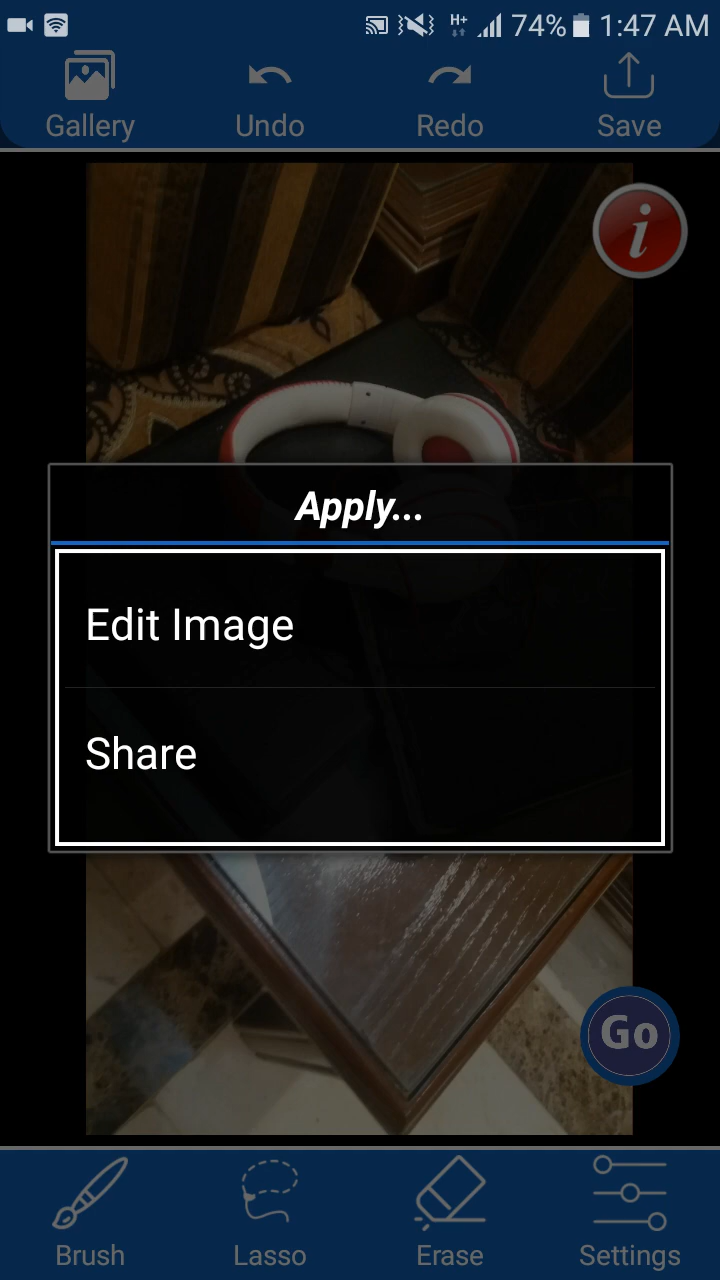 H+ 74% 1:47 AM
Gallery Undo Redo Save
i
Apply...
Edit Image
Share
Go
Brush Lasso Erase Settings